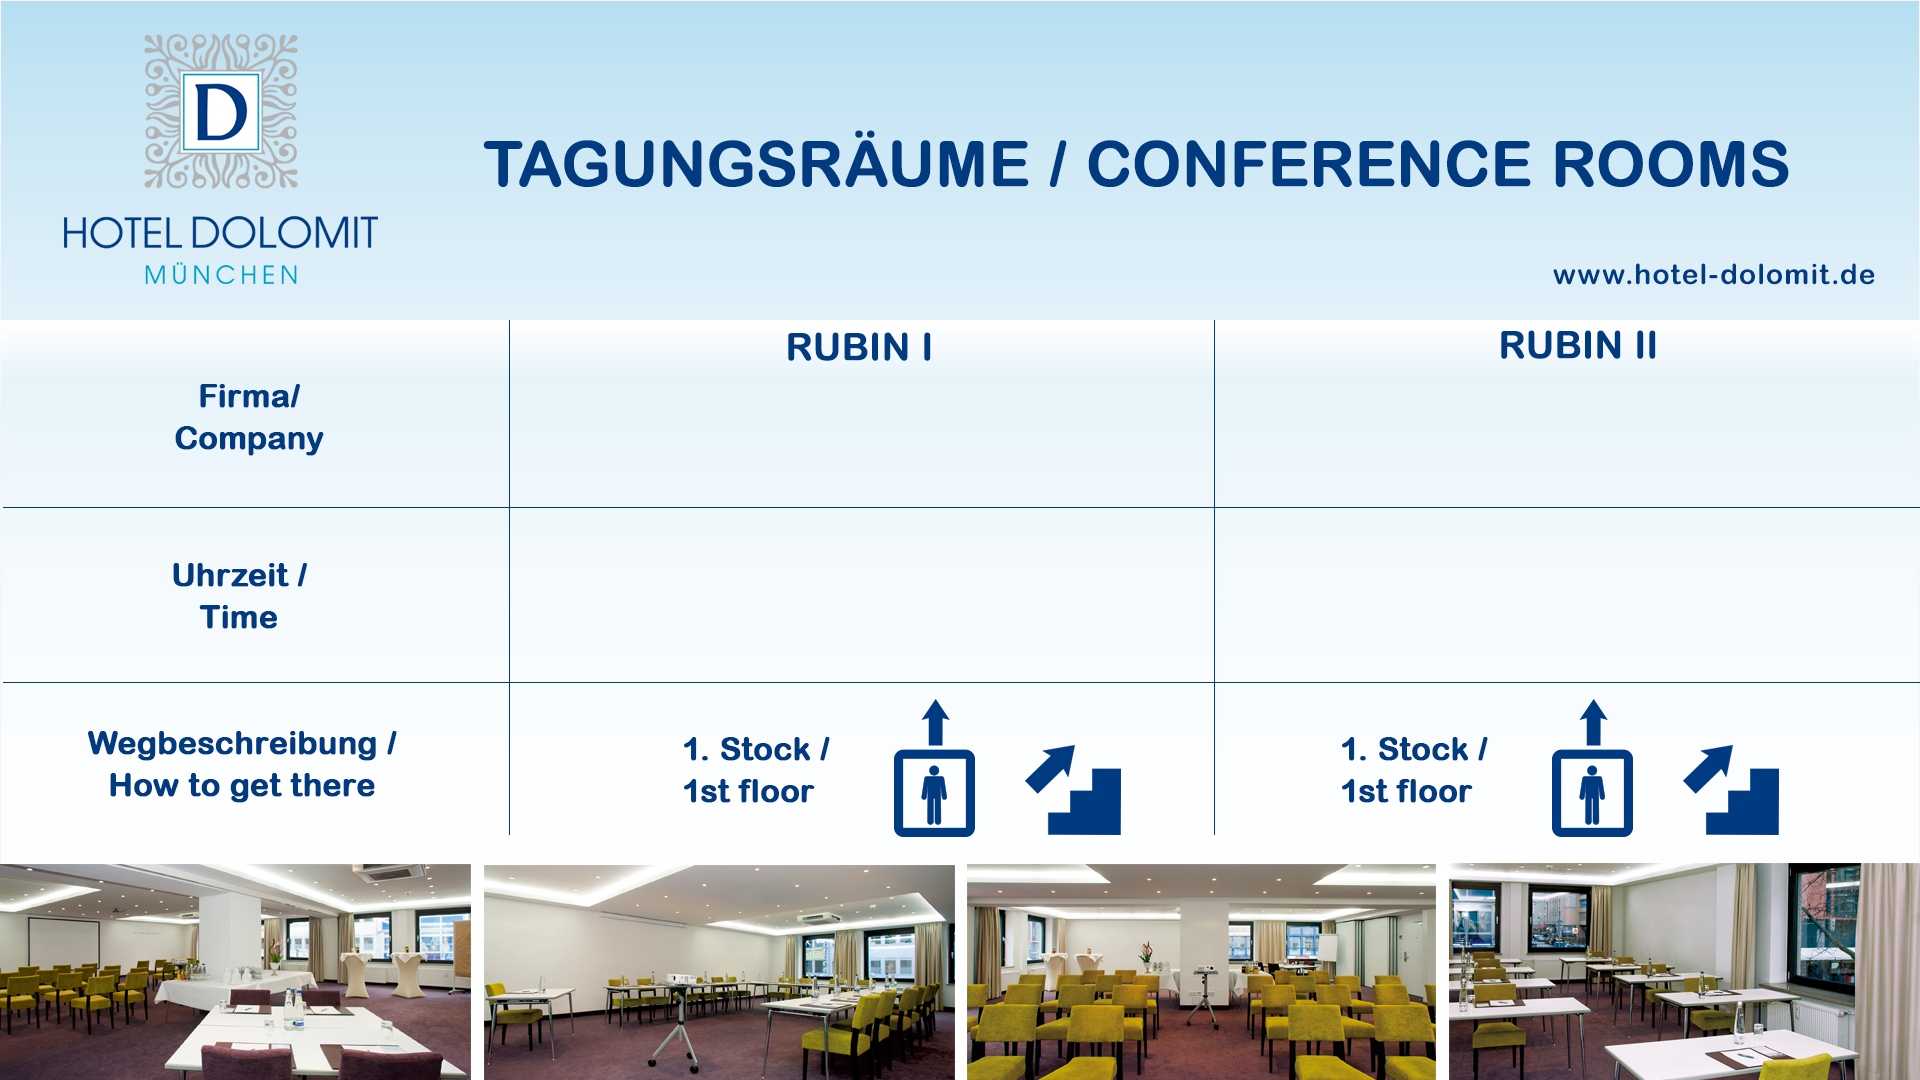 D
HOTEL DOLOMIT
MÜNCHEN
TAGUNGSRÄUME / CONFERENCE ROOMS
www.hotel-dolomit.de
RUBIN I
RUBIN II
Firma/
Company
Uhrzeit /
Time
Wegbeschreibung /
How to get there
1. Stock /
1st floor
1. Stock /
1st floor